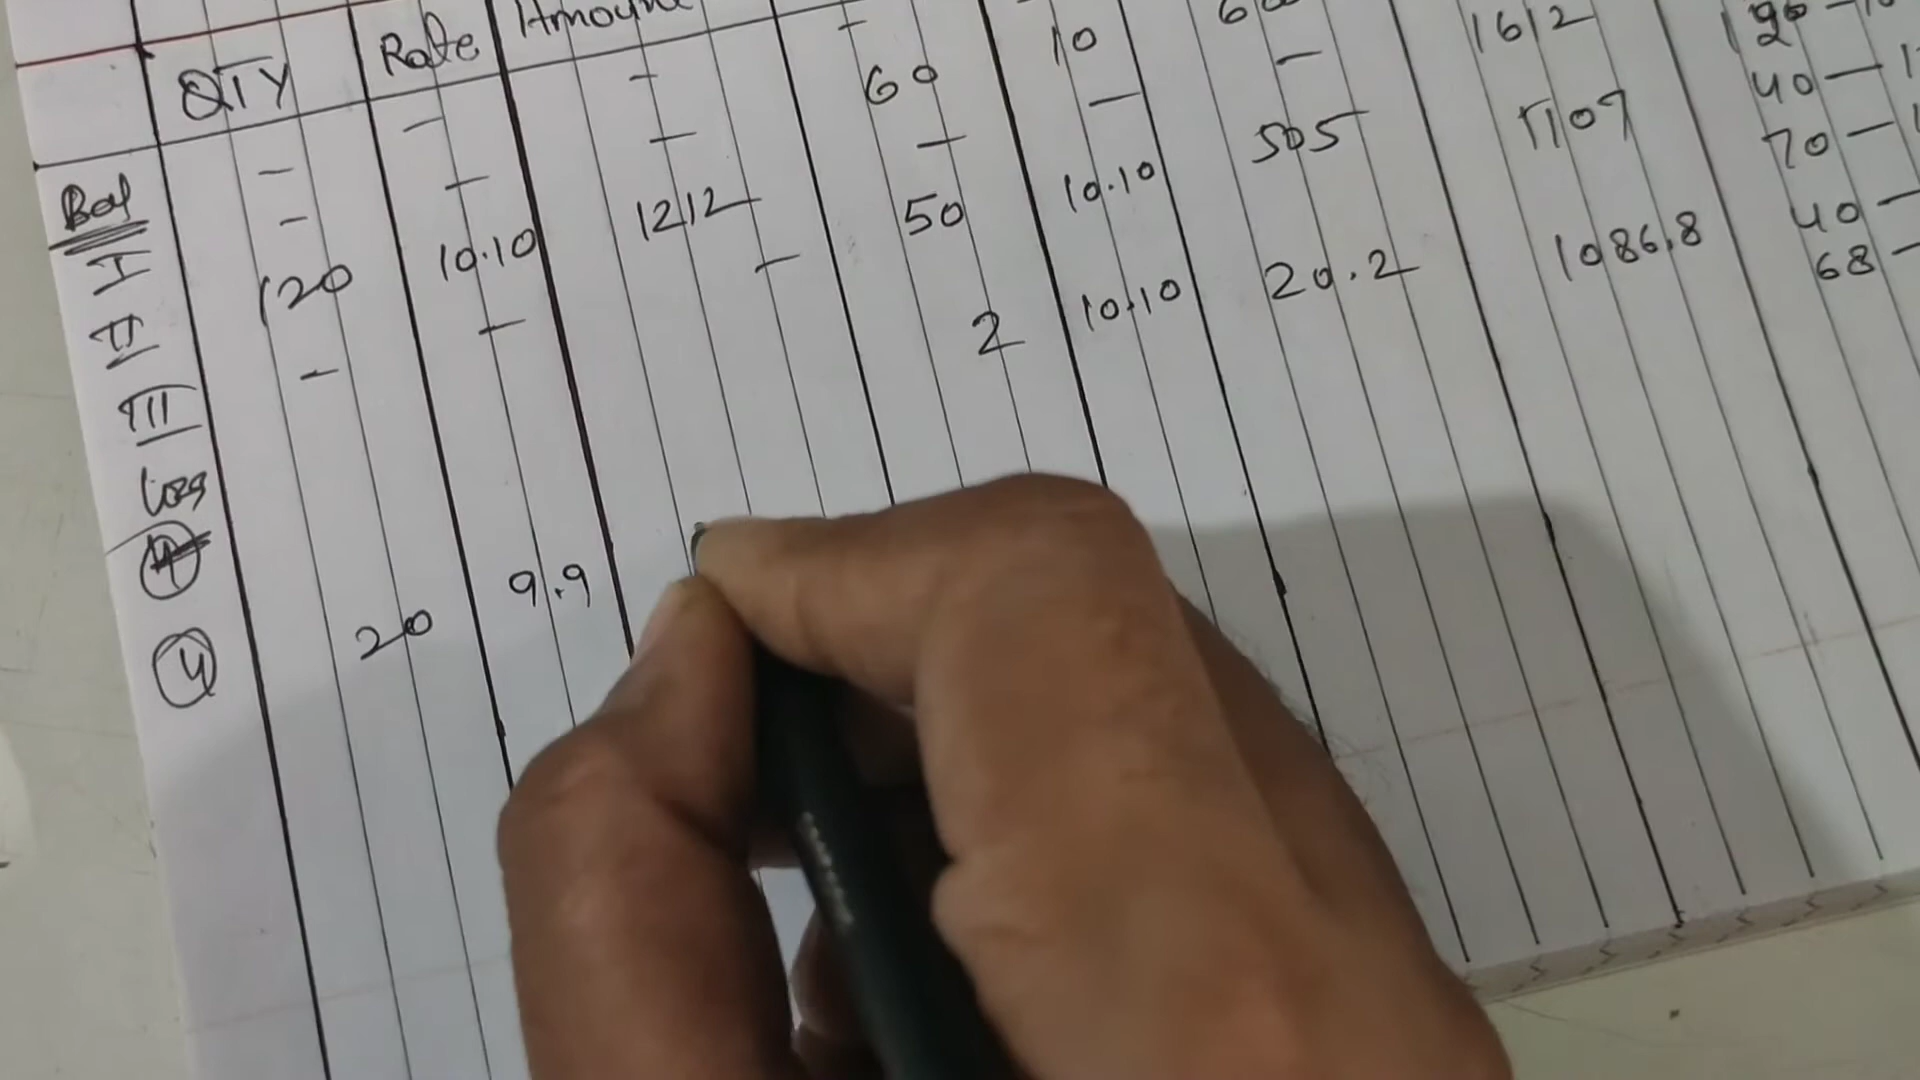 QTY Rate Amount
Bal - - - - 10
I - - - 60 - - 1612 40 —
II 120 10.10 1212 - 10.10 505 1107 70 —
III - - - 50 10.10 20.2 1086.8 40 —
loss 2 68 —
4 20 9.9